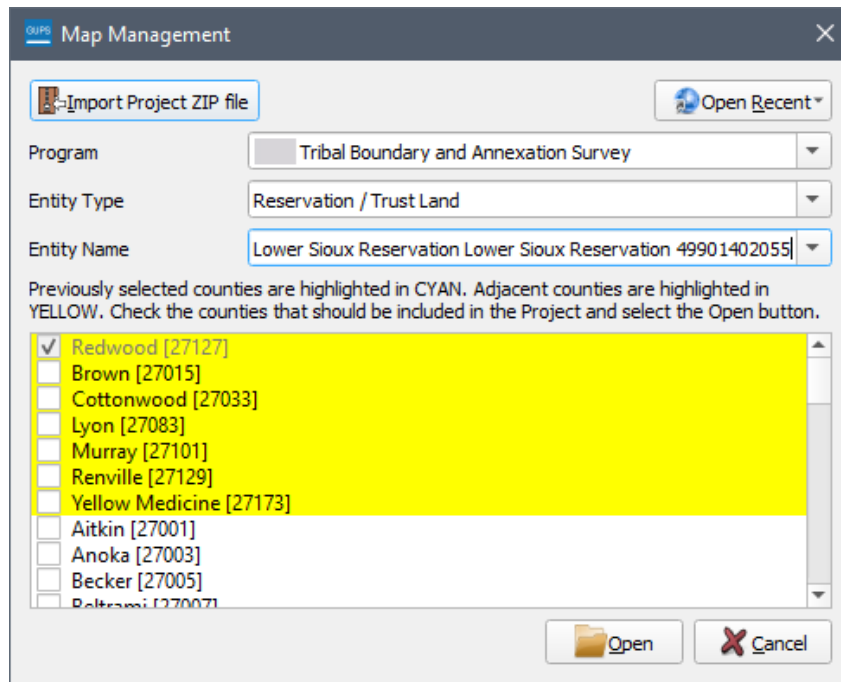 GUPS Map Management
Import Project ZIP file Open Recent
Program Tribal Boundary and Annexation Survey
Entity Type Reservation / Trust Land
Entity Name Lower Sioux Reservation Lower Sioux Reservation 49901402055
Previously selected counties are highlighted in CYAN. Adjacent counties are highlighted in
YELLOW. Check the counties that should be included in the Project and select the Open button.
Redwood [27127]
Brown [27015]
Cottonwood [27033]
Lyon [27083]
Murray [27101]
Renville [27129]
Yellow Medicine [27173]
Aitkin [27001]
Anoka [27003]
Becker [27005]
Beltrami [27007]
Open Cancel